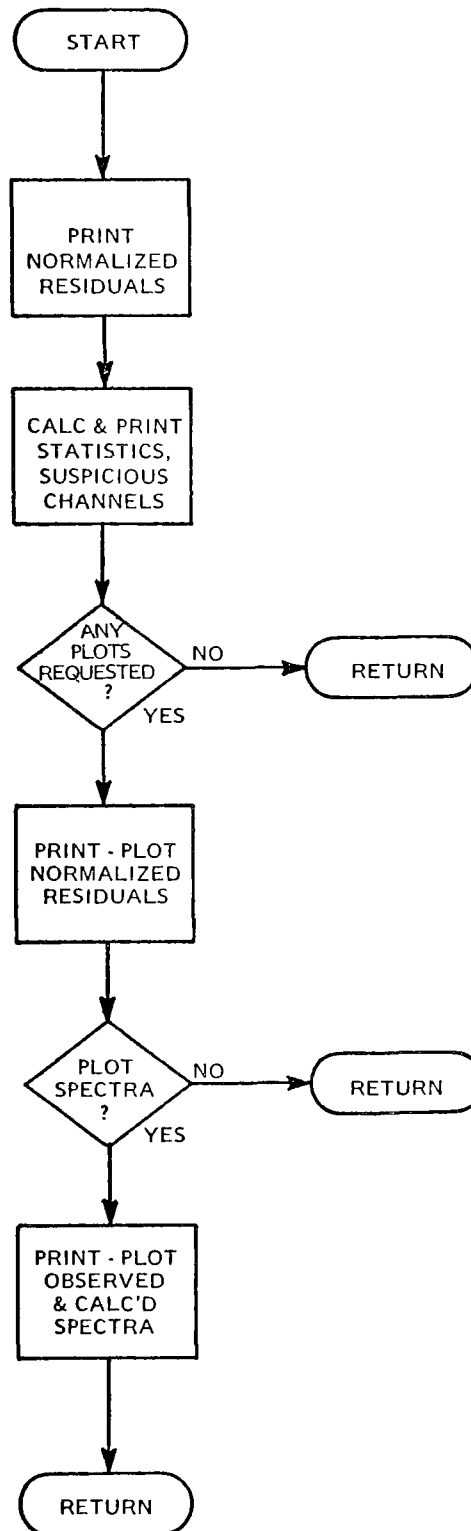 START
PRINT
NORMALIZED
RESIDUALS
CALC & PRINT
STATISTICS,
SUSPICIOUS
CHANNELS
ANY
PLOTS
REQUESTED
?
NO
RETURN
YES
PRINT - PLOT
NORMALIZED
RESIDUALS
PLOT
SPECTRA
?
NO
RETURN
YES
PRINT - PLOT
OBSERVED
& CALC'D
SPECTRA
RETURN